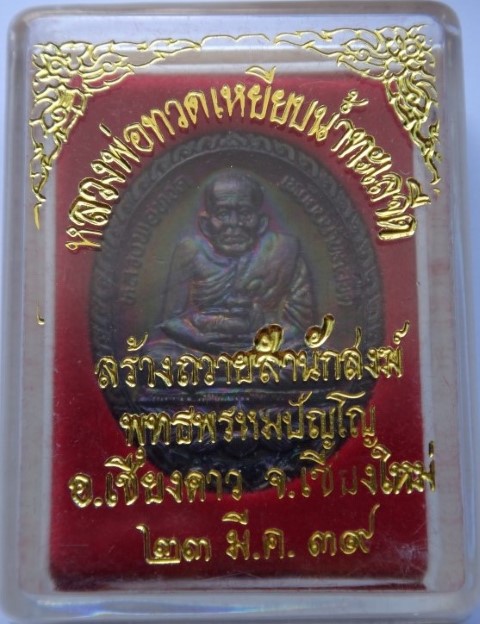 หลวงพ่อทวดเหยียบน้ำทะเลจืด
สร้างถวายสำนักสงฆ์
พุทธพรหมปัญโญ
อ.เชียงดาว จ.เชียงใหม่
๒๓ มี.ค. ๓๙